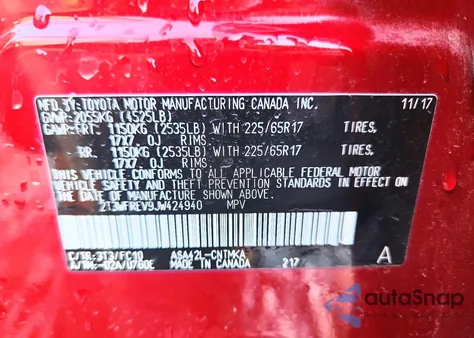 MFD.BY:TOYOTA MOTOR MANUFACTURING CANADA INC. 11/17
GVWR:2055KG (4525LB)
GAWR:FRT. 1150KG (2535LB) WITH 225/65R17 TIRES,
17X7.0J RIMS.
RR. 1150KG (2535LB) WITH 225/65R17 TIRES,
17X7.0J RIMS.
THIS VEHICLE CONFORMS TO ALL APPLICABLE FEDERAL MOTOR
VEHICLE SAFETY AND THEFT PREVENTION STANDARDS IN EFFECT ON
THE DATE OF MANUFACTURE SHOWN ABOVE.
2T3WFREV9JW424940 MPV
C/TR:3T3/FC10 ASA42L-CNTMKA
A/TM:-02A/U760E MADE IN CANADA 217 A
autoSnap